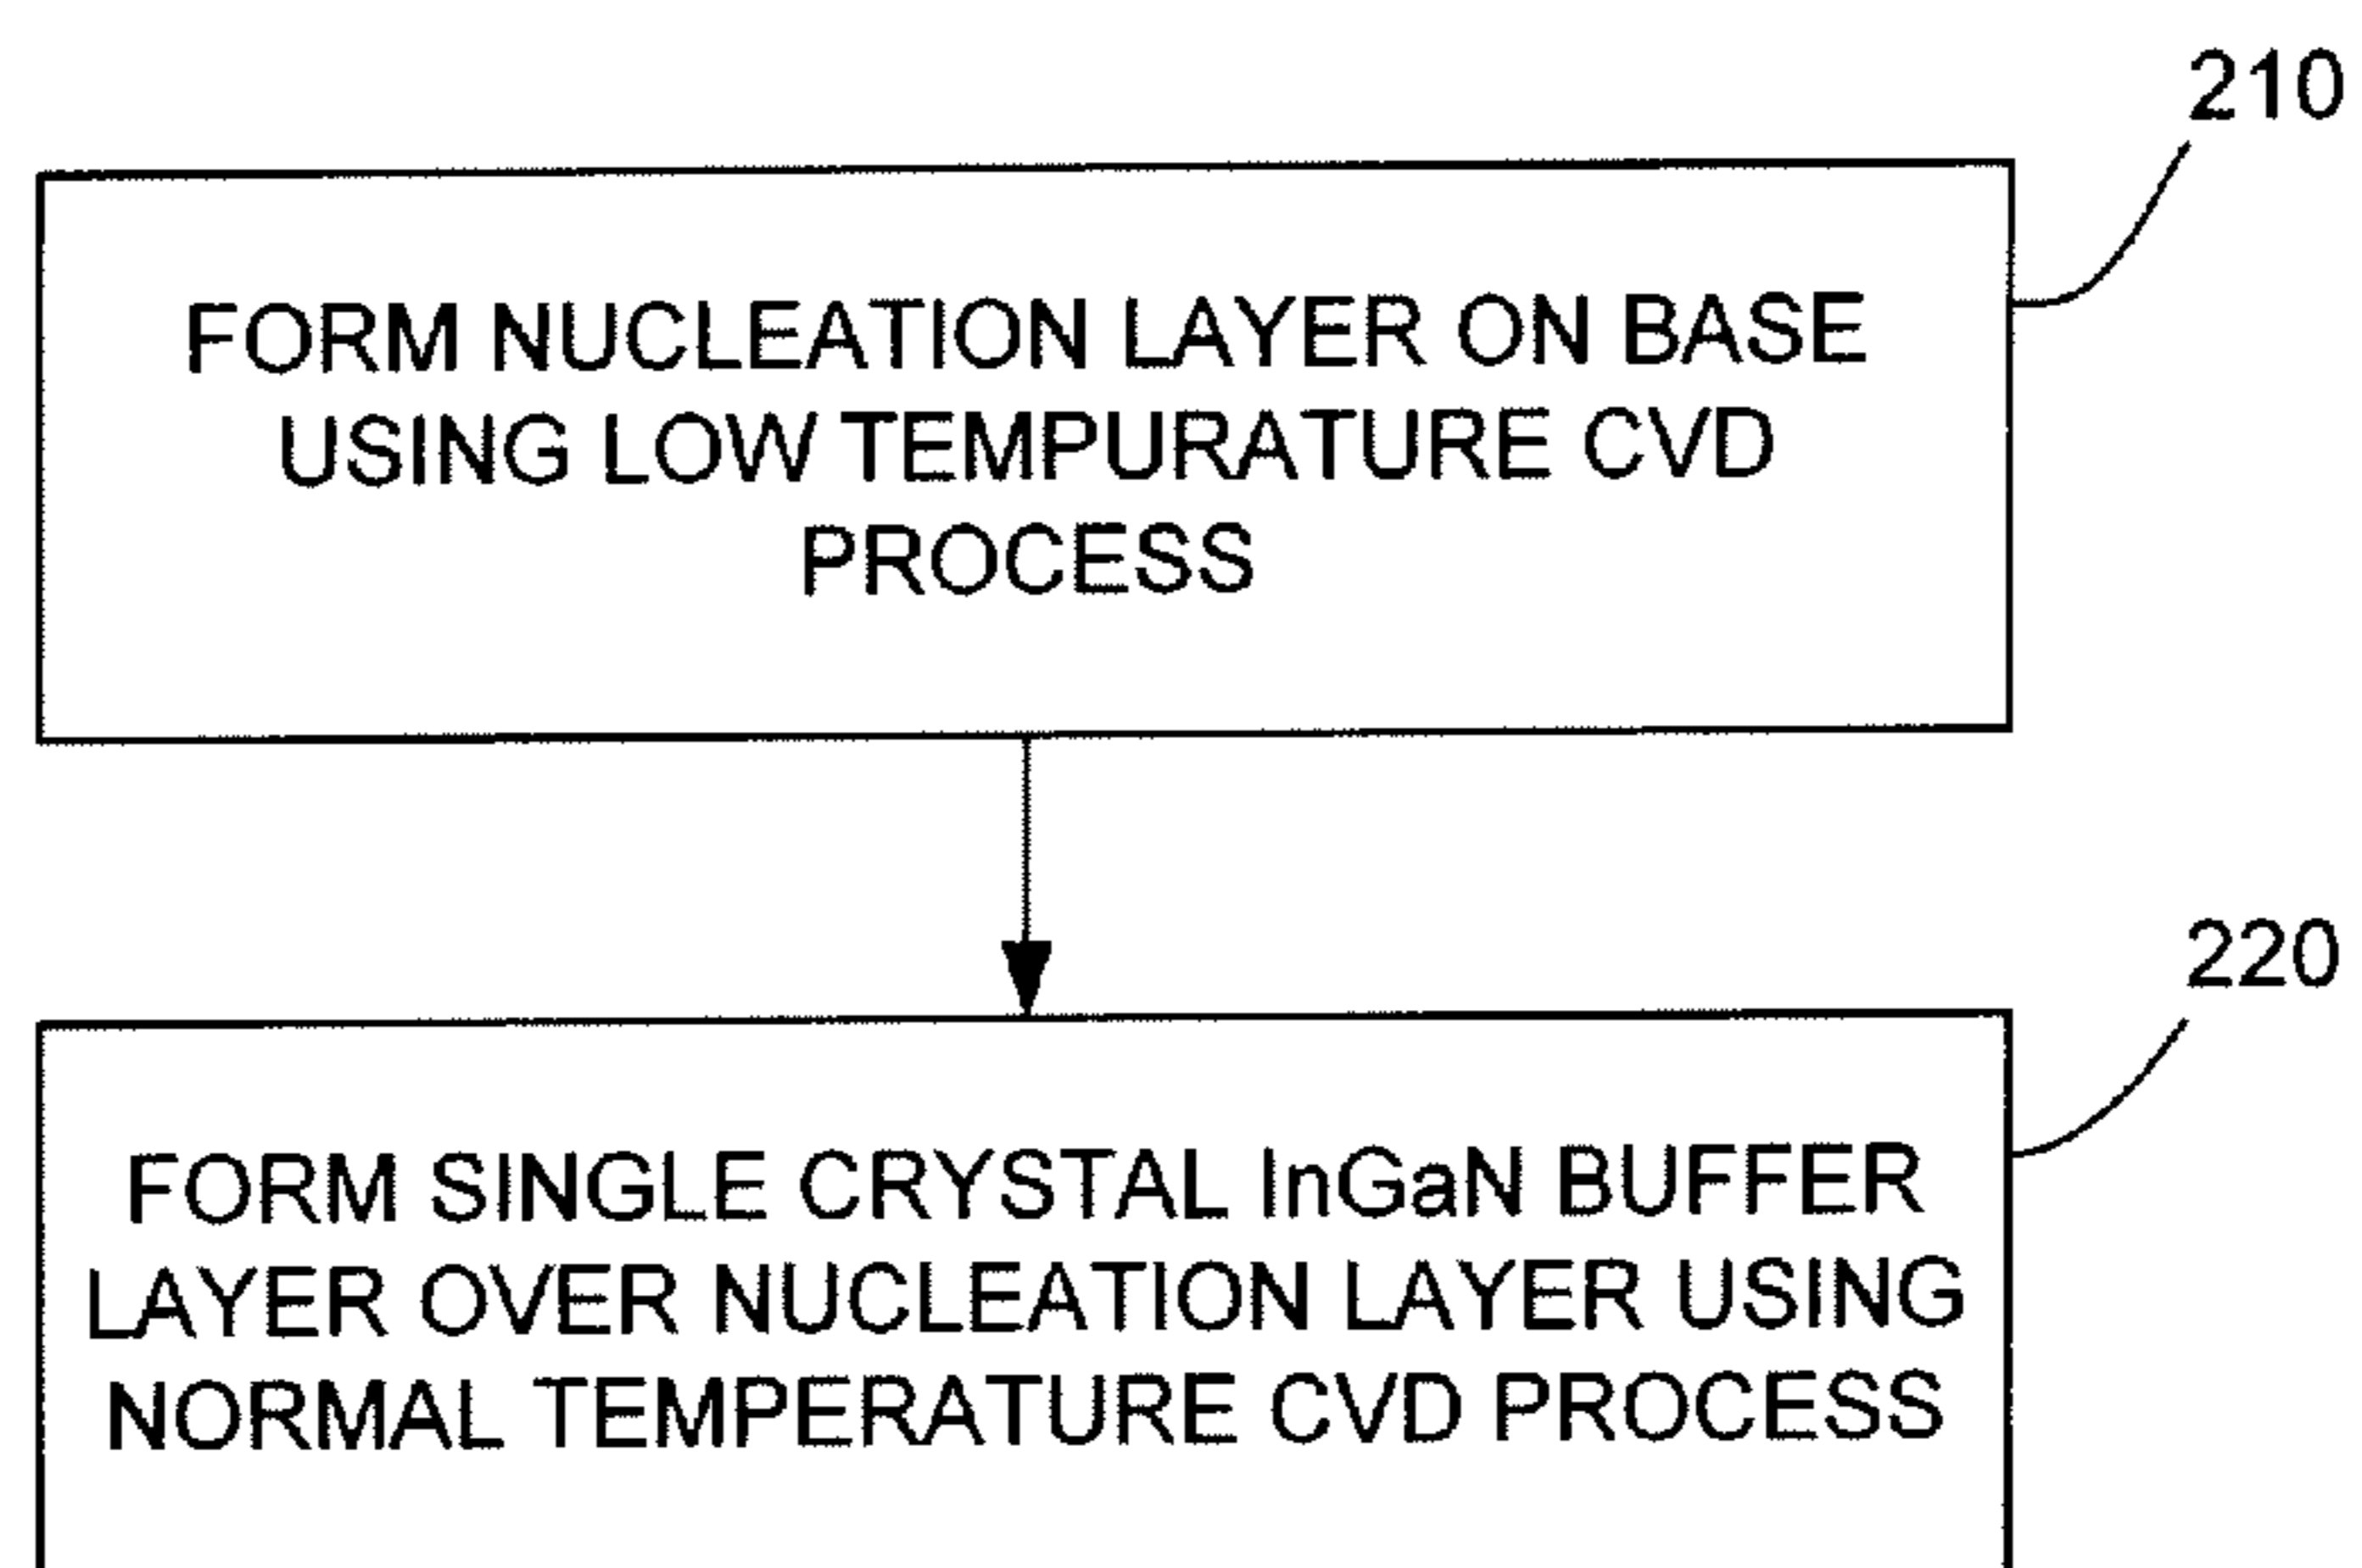 210
FORM NUCLEATION LAYER ON BASE
USING LOW TEMPURATURE CVD
PROCESS
220
FORM SINGLE CRYSTAL InGaN BUFFER
LAYER OVER NUCLEATION LAYER USING
NORMAL TEMPERATURE CVD PROCESS